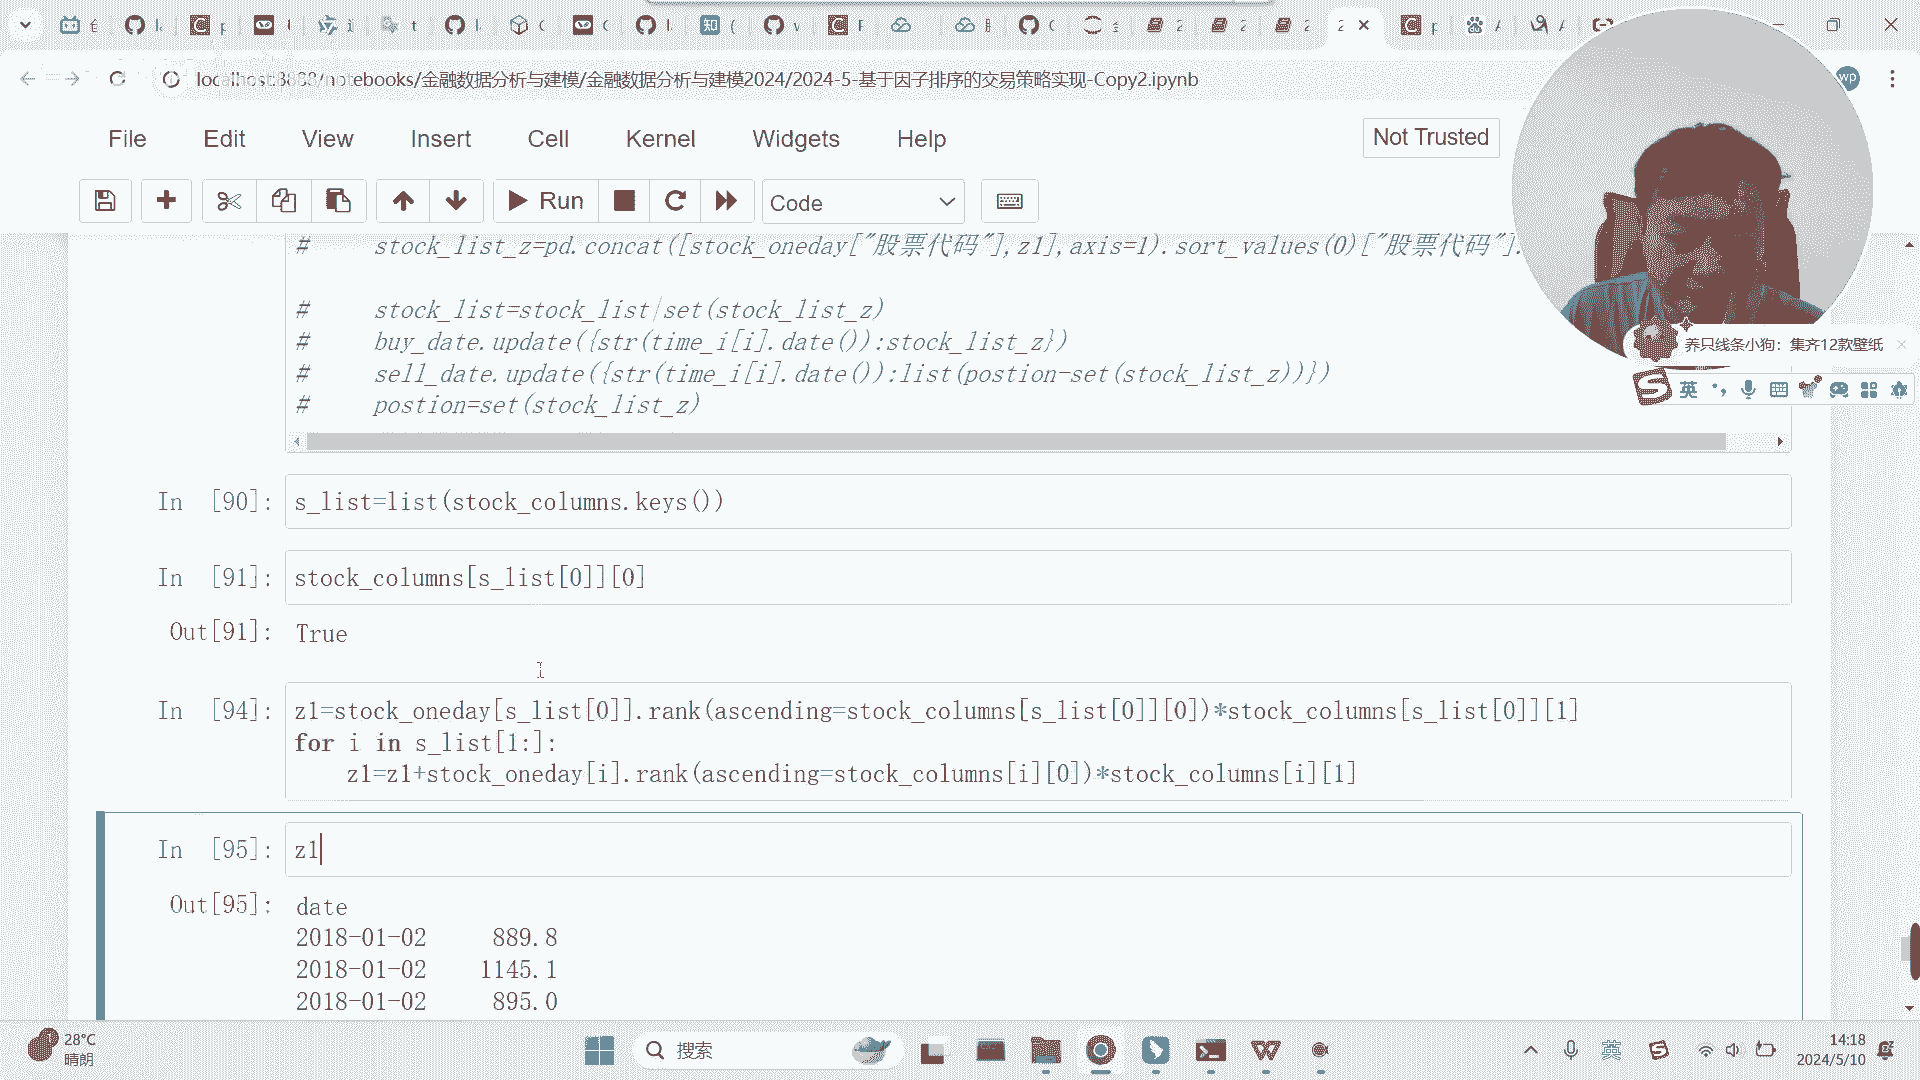 localhost:8888/notebooks/金融数据分析与建模/金融数据分析与建模2024/2024-5-基于因子排序的交易策略实现-Copy2.ipynb
wp
File Edit View Insert Cell Kernel Widgets Help
Not Trusted
Run
Code
# stock_list_z=pd.concat([stock_oneday["股票代码"],z1],axis=1).sort_values(0)["股票代码"].
# stock_list=stock_list|set(stock_list_z)
# buy_date.update({str(time_i[i].date()):stock_list_z})
# sell_date.update({str(time_i[i].date()):list(postion-set(stock_list_z))})
# postion=set(stock_list_z)
养只线条小狗：集齐12款壁纸
英
In [90]: s_list=list(stock_columns.keys())
In [91]: stock_columns[s_list[0]][0]
Out[91]: True
In [94]: z1=stock_oneday[s_list[0]].rank(ascending=stock_columns[s_list[0]][0])*stock_columns[s_list[0]][1]
for i in s_list[1:]:
z1=z1+stock_oneday[i].rank(ascending=stock_columns[i][0])*stock_columns[i][1]
In [95]: z1
Out[95]: date
2018-01-02 889.8
2018-01-02 1145.1
2018-01-02 895.0
28°C
晴朗
搜索
英
14:18
2024/5/10